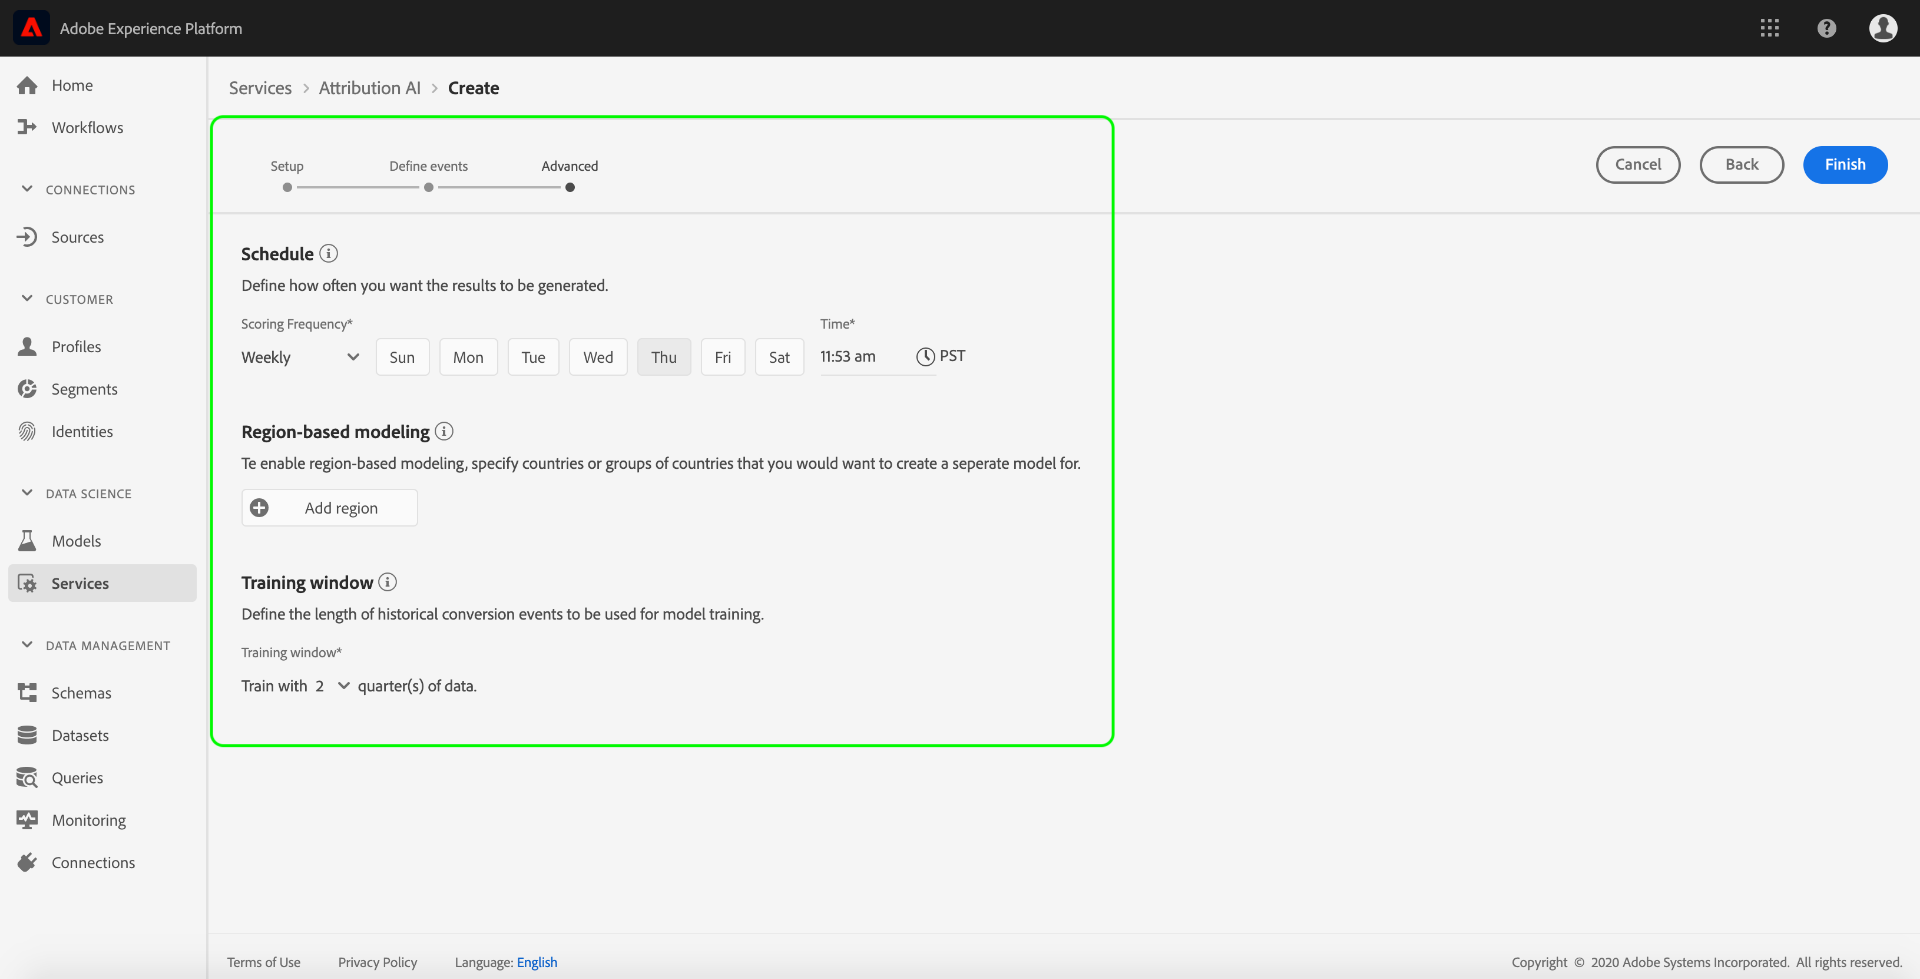 Adobe Experience Platform
Home
Workflows
CONNECTIONS
Sources
CUSTOMER
Profiles
Segments
Identities
DATA SCIENCE
Models
Services
DATA MANAGEMENT
Schemas
Datasets
Queries
Monitoring
Connections
Services > Attribution AI > Create
Setup Define events Advanced
Cancel Back Finish
Schedule
Define how often you want the results to be generated.
Scoring Frequency* Time*
Weekly Sun Mon Tue Wed Thu Fri Sat 11:53 am PST
Region-based modeling
Te enable region-based modeling, specify countries or groups of countries that you would want to create a seperate model for.
Add region
Training window
Define the length of historical conversion events to be used for model training.
Training window*
Train with 2 quarter(s) of data.
Terms of Use Privacy Policy Language: English Copyright © 2020 Adobe Systems Incorporated. All rights reserved.